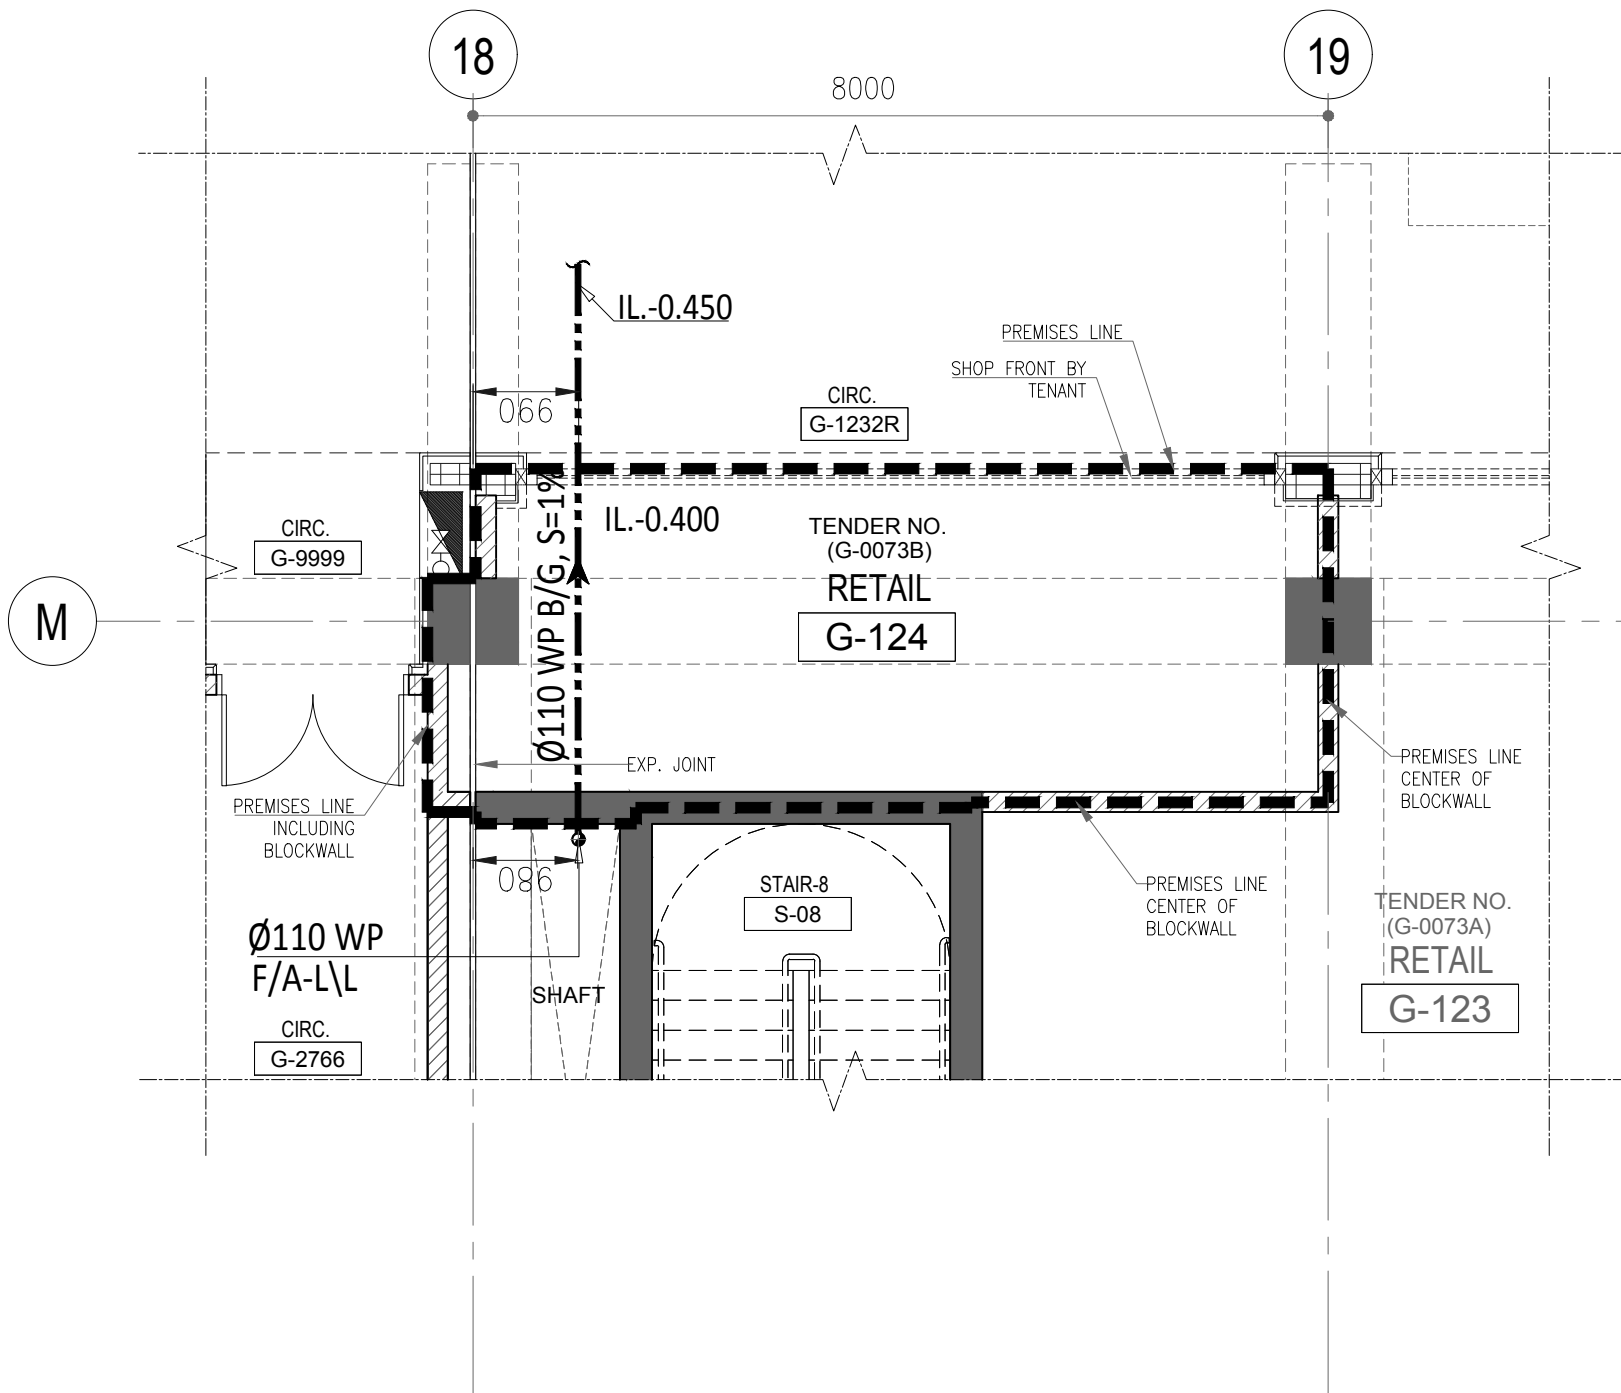 18
19
8000
IL.-0.450
PREMISES LINE
SHOP FRONT BY
TENANT
990
CIRC.
G-1232R
Ø110 WP B/G, S=1%
IL.-0.400
TENDER NO.
(G-0073B)
RETAIL
G-124
CIRC.
G-9999
M
EXP. JOINT
PREMISES LINE
INCLUDING
BLOCKWALL
PREMISES LINE
CENTER OF
BLOCKWALL
980
STAIR-8
S-08
PREMISES LINE
CENTER OF
BLOCKWALL
TENDER NO.
(G-0073A)
RETAIL
G-123
Ø110 WP
F/A-L\L
SHAFT
CIRC.
G-2766